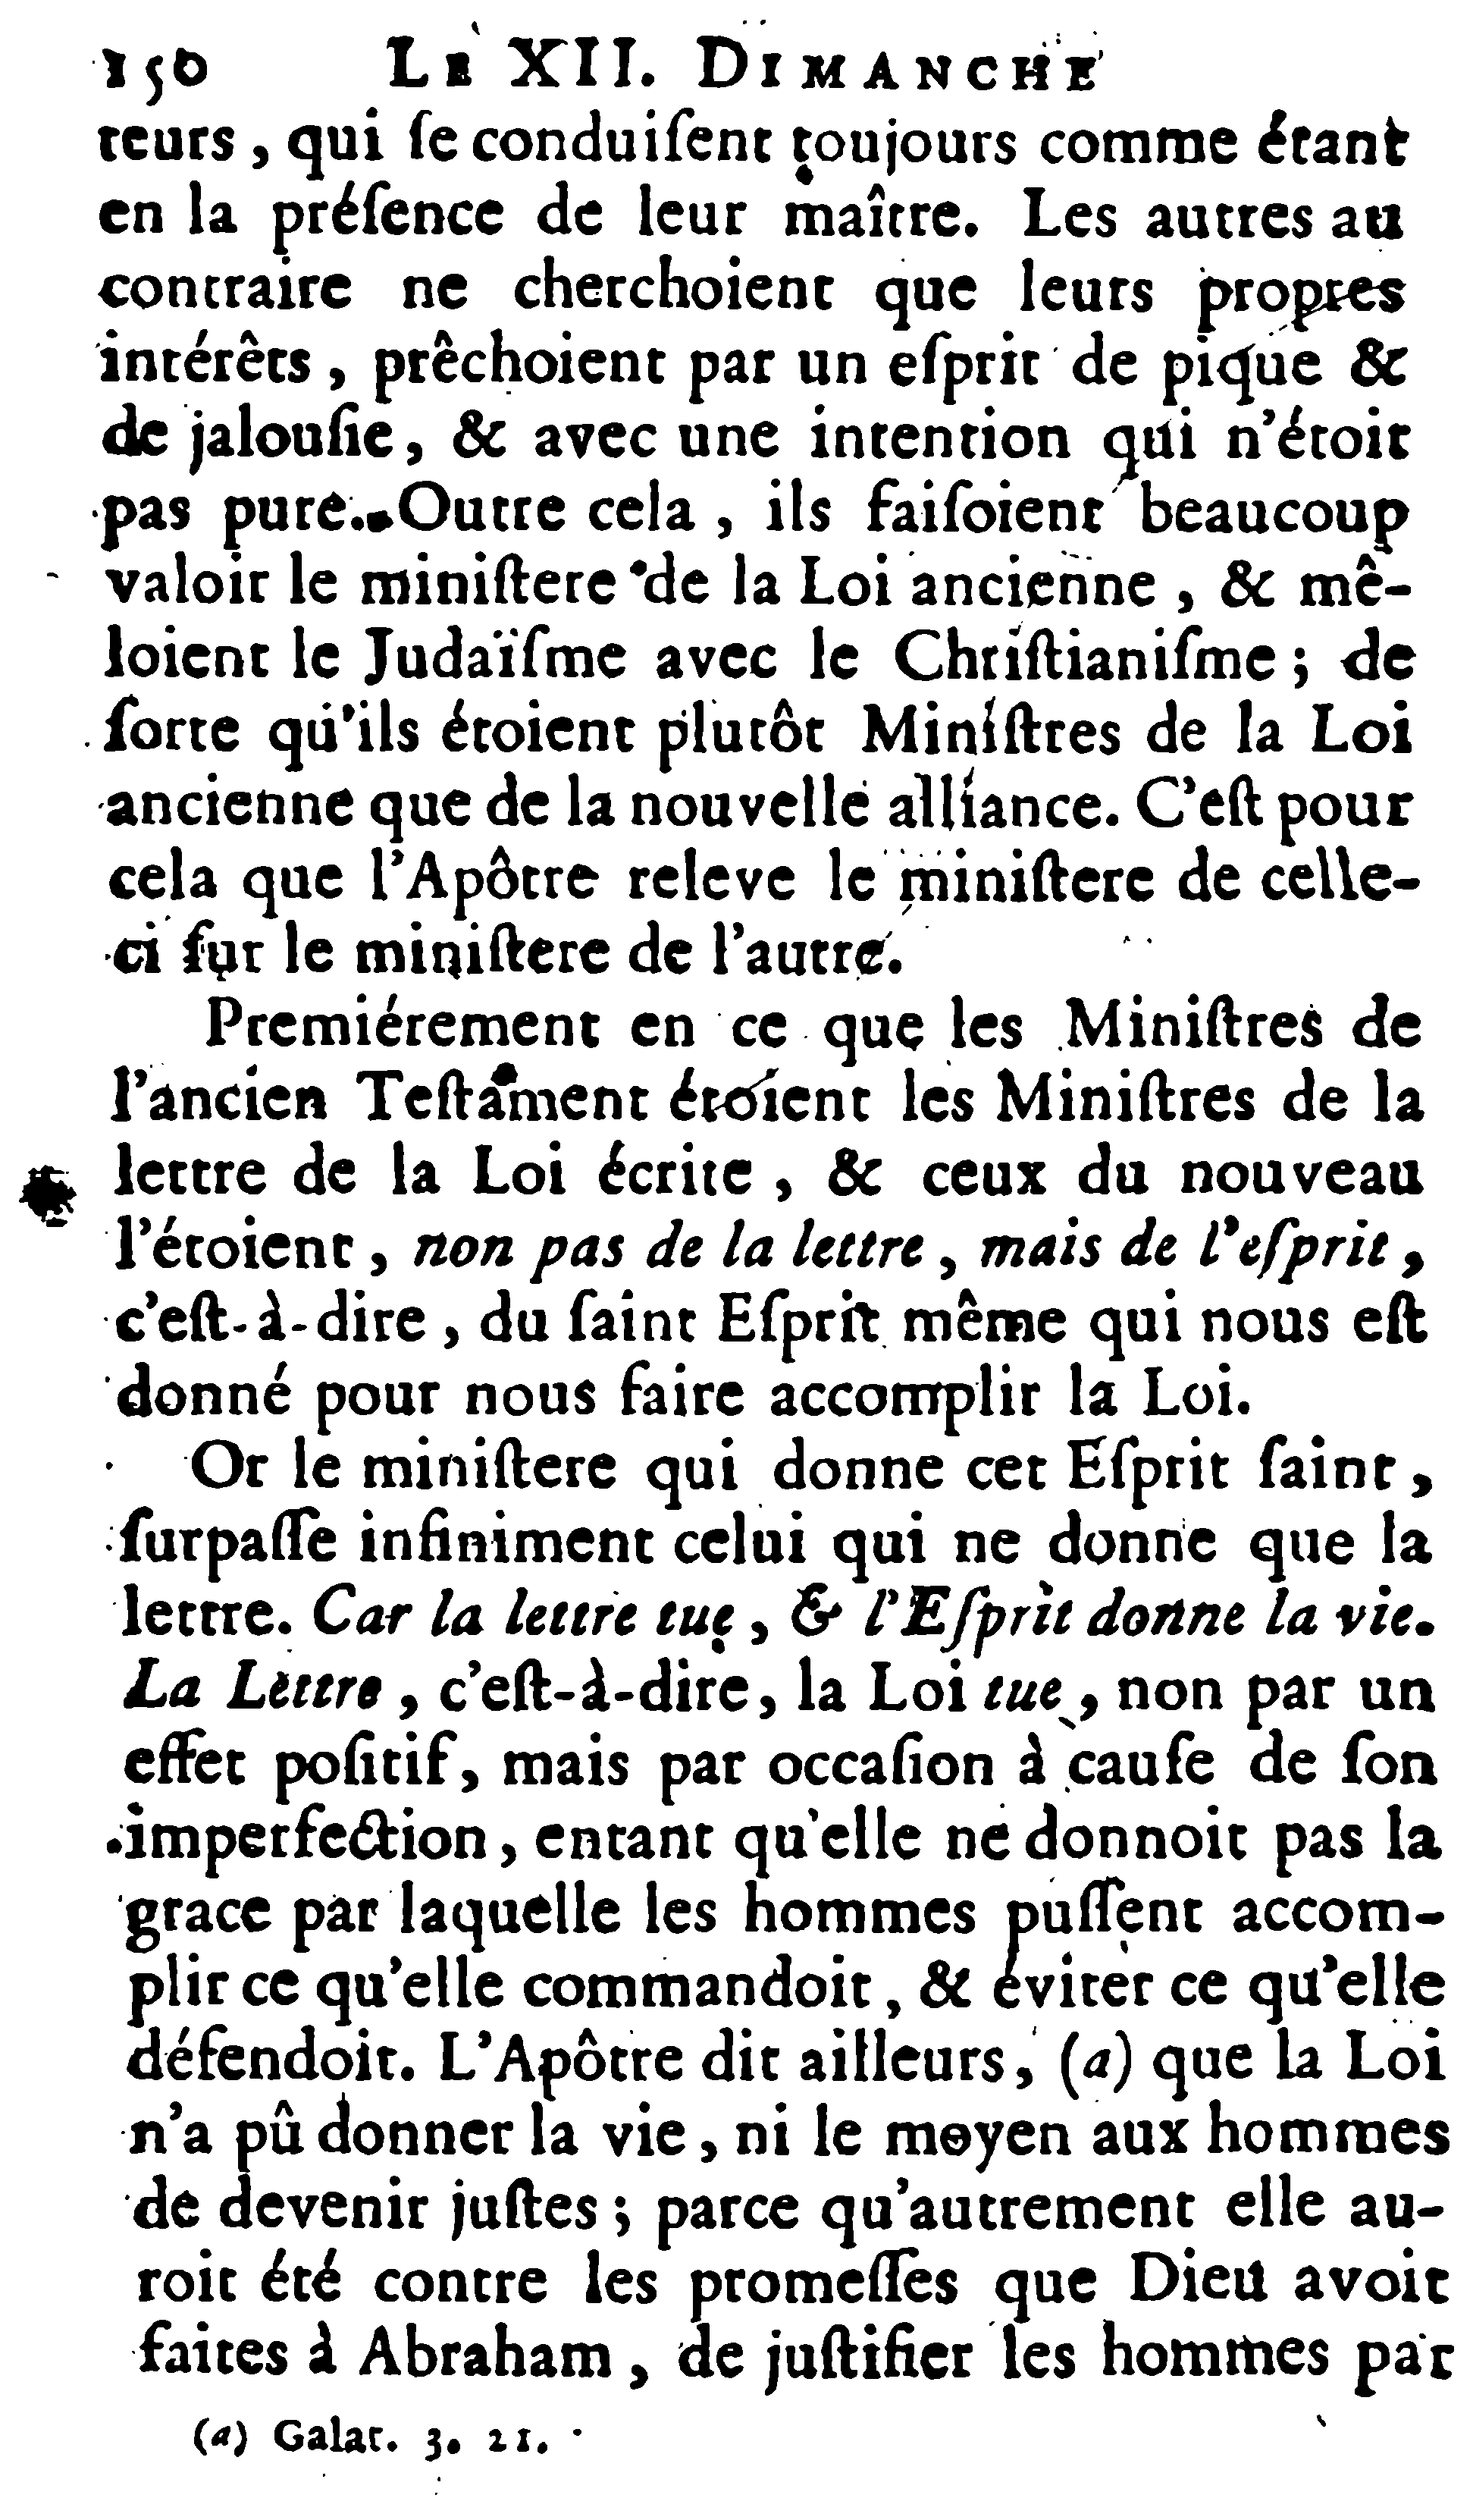 150 LE XII. DIMANCHE
teurs, qui ſe conduiſent toujours comme étant
en la préſence de leur maître. Les autres au
contraire ne cherchoient que leurs propres
intérêts, prêchoient par un eſprit de pique &
de jalouſie, & avec une intention qui n'étoit
pas pure. Outre cela, ils faiſoient beaucoup
valoir le miniſtere de la Loi ancienne, & mê-
loient le Judaïſme avec le Chriſtianiſme; de
ſorte qu'ils étoient plutôt Miniſtres de la Loi
ancienne que de la nouvelle alliance. C'eſt pour
cela que l'Apôtre releve le miniſtere de celle-
ci ſur le miniſtere de l'autre.
Premiérement en ce que les Miniſtres de
l'ancien Teſtament étoient les Miniſtres de la
lettre de la Loi écrite, & ceux du nouveau
l'étoient, non pas de la lettre, mais de l'eſprit,
c'eſt-à-dire, du ſaint Eſprit même qui nous eſt
donné pour nous faire accomplir la Loi.
Or le miniſtere qui donne cet Eſprit ſaint,
ſurpaſſe infiniment celui qui ne donne que la
lettre. Car la lettre tue, & l'Eſprit donne la vie.
La Lettre, c'eſt-à-dire, la Loi tue, non par un
effet poſitif, mais par occaſion à cauſe de ſon
imperfection, entant qu'elle ne donnoit pas la
grace par laquelle les hommes puſſent accom-
plir ce qu'elle commandoit, & éviter ce qu'elle
défendoit. L'Apôtre dit ailleurs, (a) que la Loi
n'a pû donner la vie, ni le moyen aux hommes
de devenir juſtes; parce qu'autrement elle au-
roit été contre les promeſſes que Dieu avoit
faites à Abraham, de juſtifier les hommes par
(a) Galat. 3. 21.